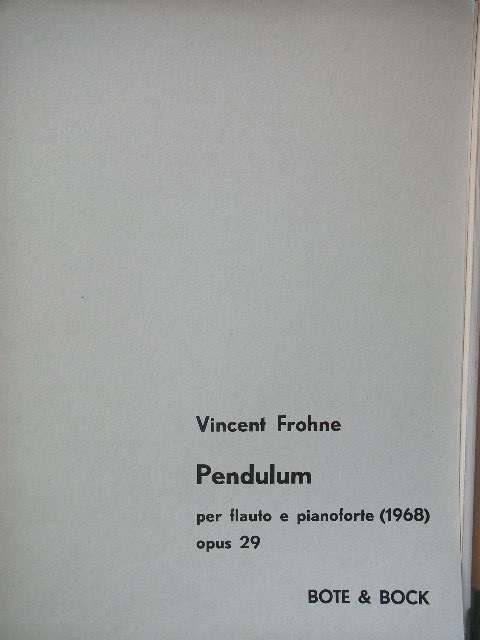 Vincent Frohne
Pendulum
per flauto e pianoforte (1968)
opus 29
BOTE & BOCK